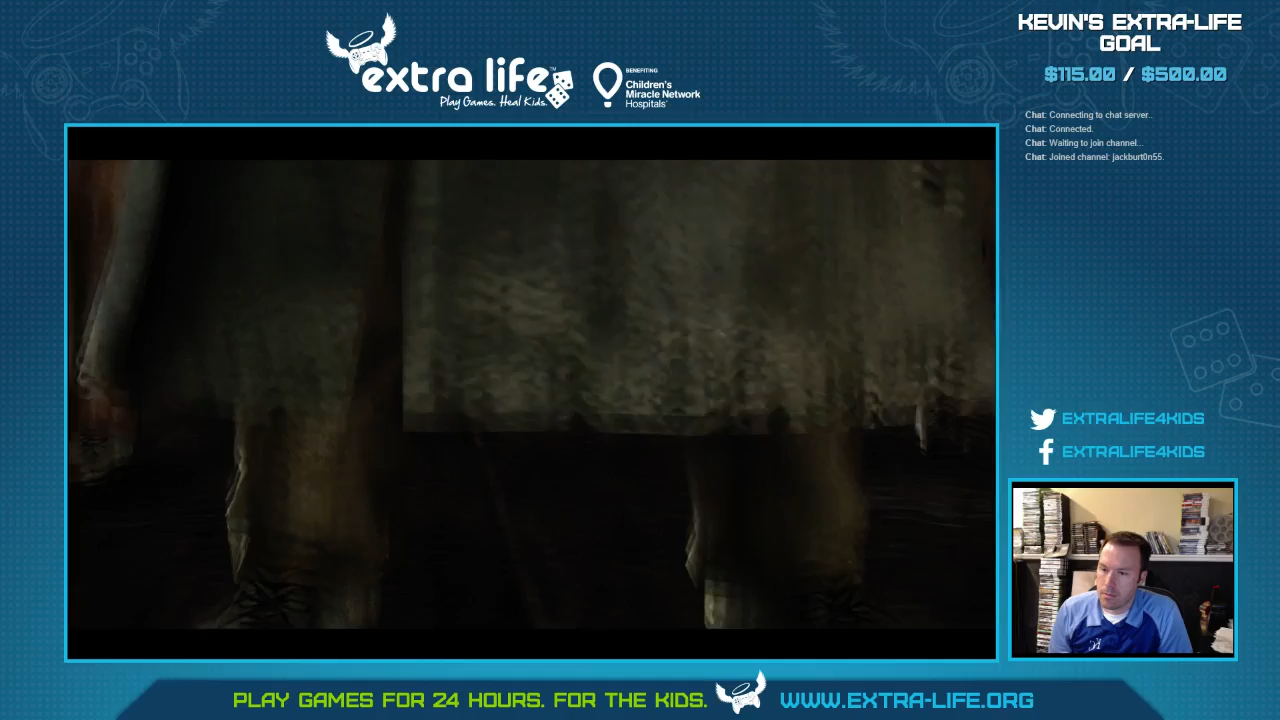 extra life™
Play Games. Heal Kids.
BENEFITING
Children's
Miracle Network
Hospitals
KEVIN'S EXTRA-LIFE
GOAL
$115.00 / $500.00
Chat: Connecting to chat server..
Chat: Connected.
Chat: Waiting to join channel...
Chat: Joined channel: jackburt0n55.
EXTRALIFE4KIDS
EXTRALIFE4KIDS
PLAY GAMES FOR 24 HOURS. FOR THE KIDS. WWW.EXTRA-LIFE.ORG